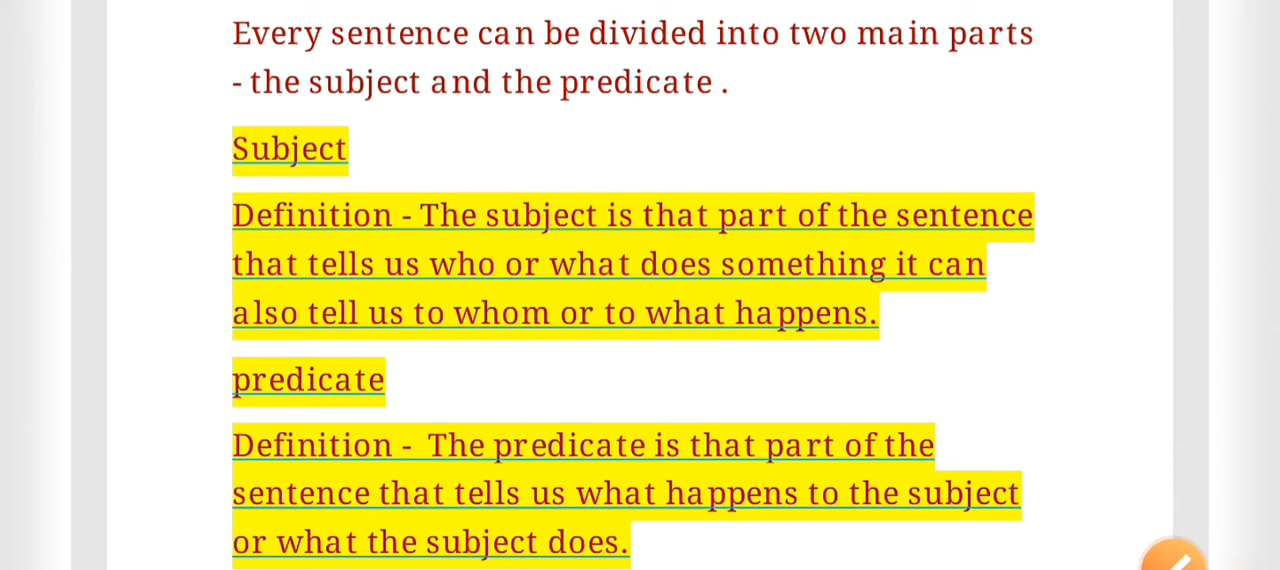 Every sentence can be divided into two main parts
- the subject and the predicate .
Subject
Definition - The subject is that part of the sentence
that tells us who or what does something it can
also tell us to whom or to what happens.
predicate
Definition - The predicate is that part of the
sentence that tells us what happens to the subject
or what the subject does.